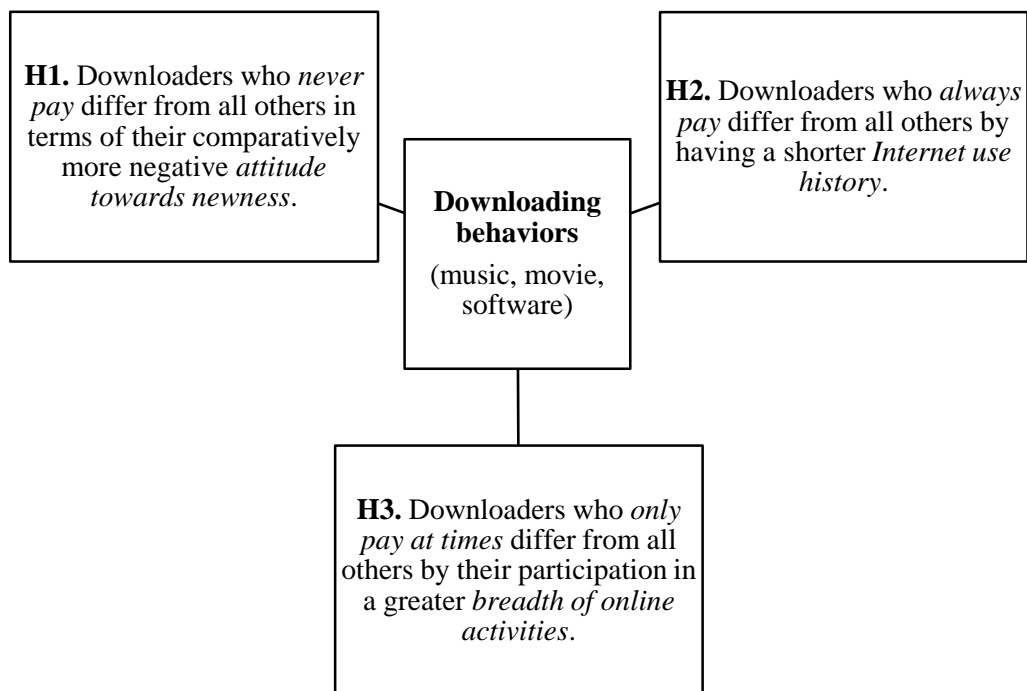 H1. Downloaders who never
pay differ from all others in
terms of their comparatively
more negative attitude
towards newness.
H2. Downloaders who always
pay differ from all others by
having a shorter Internet use
history.
Downloading
behaviors
(music, movie,
software)
H3. Downloaders who only
pay at times differ from all
others by their participation in
a greater breadth of online
activities.